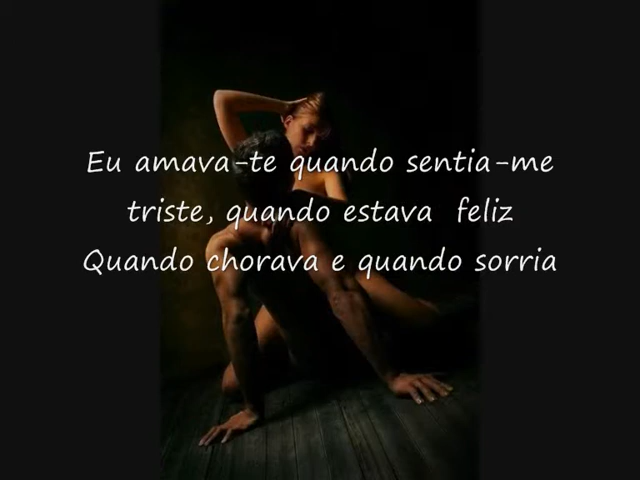 Eu amava-te quando sentia-me
triste, quando estava feliz
Quando chorava e quando sorria